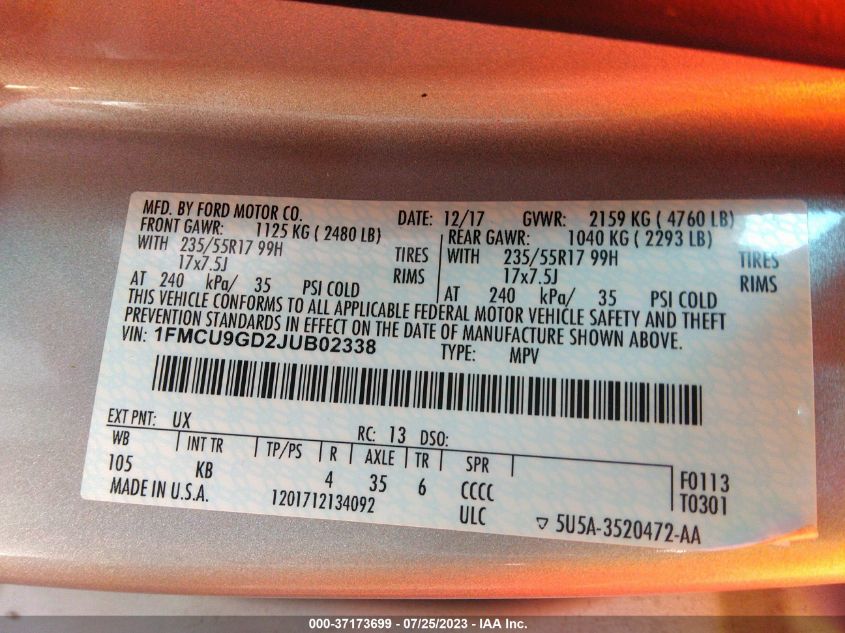 MFD. BY FORD MOTOR CO. DATE: 12/17 GVWR: 2159 KG ( 4760 LB)
FRONT GAWR: 1125 KG ( 2480 LB) REAR GAWR: 1040 KG ( 2293 LB)
WITH 235/55R17 99H TIRES WITH 235/55R17 99H TIRES
17x7.5J RIMS 17x7.5J RIMS
AT 240 kPa/ 35 PSI COLD AT 240 kPa/ 35 PSI COLD
THIS VEHICLE CONFORMS TO ALL APPLICABLE FEDERAL MOTOR VEHICLE SAFETY AND THEFT
PREVENTION STANDARDS IN EFFECT ON THE DATE OF MANUFACTURE SHOWN ABOVE.
VIN: 1FMCU9GD2JUB02338 TYPE: MPV
EXT PNT: UX RC: 13 DSO:
WB INT TR TP/PS R AXLE TR SPR
105 KB 4 35 6 CCCC F0113
MADE IN U.S.A. 1201712134092 ULC T0301
▽ 5U5A-3520472-AA
000-37173699 - 07/25/2023 - IAA Inc.